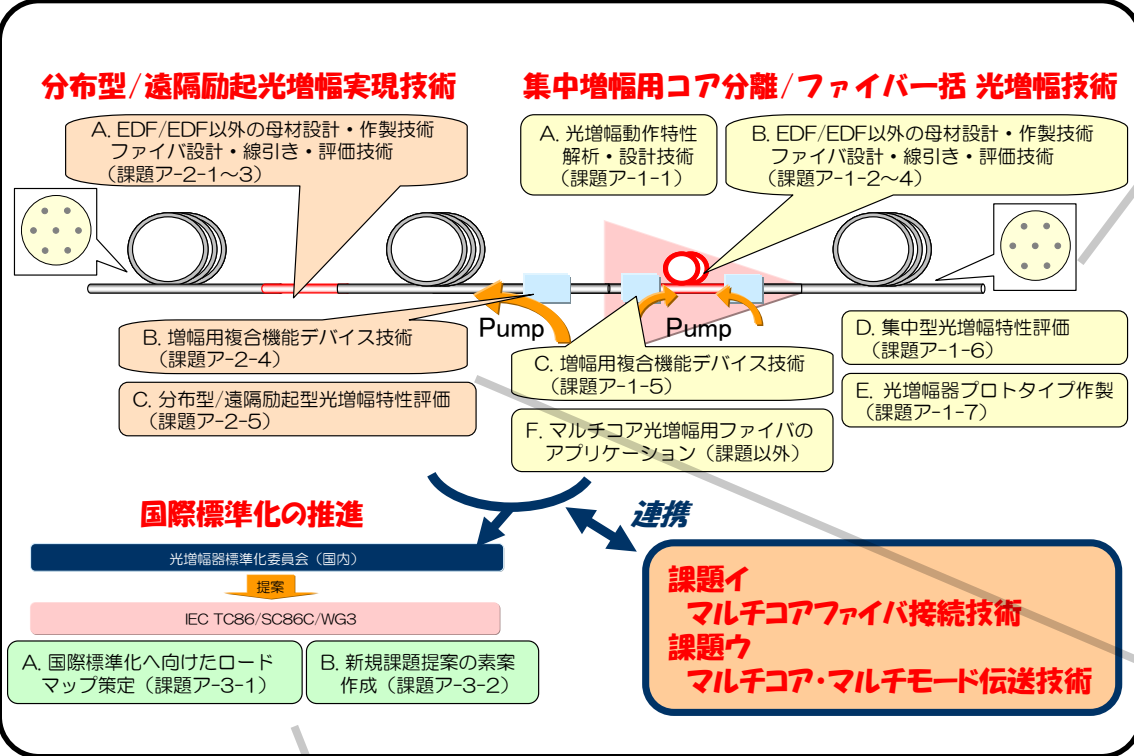 分布型/遠隔励起光増幅実現技術
A. EDF/EDF以外の母材設計・作製技術
ファイバ設計・線引き・評価技術
(課題ア-2-1～3)
B. 増幅用複合機能デバイス技術
(課題ア-2-4)
C. 分布型/遠隔励起型光増幅特性評価
(課題ア-2-5)
Pump
集中増幅用コア分離/ファイバ一括 光増幅技術
A. 光増幅動作特性
解析・設計技術
(課題ア-1-1)
B. EDF/EDF以外の母材設計・作製技術
ファイバ設計・線引き・評価技術
(課題ア-1-2～4)
Pump
C. 増幅用複合機能デバイス技術
(課題ア-1-5)
D. 集中型光増幅特性評価
(課題ア-1-6)
E. 光増幅器プロトタイプ作製
(課題ア-1-7)
F. マルチコア光増幅用ファイバの
アプリケーション（課題以外）
国際標準化の推進
光増幅器標準化委員会（国内）
提案
IEC TC86/SC86C/WG3
A. 国際標準化へ向けたロード
マップ策定（課題ア-3-1）
B. 新規課題提案の素案
作成（課題ア-3-2）
連携
課題イ
マルチコアファイバ接続技術
課題ウ
マルチコア・マルチモード伝送技術